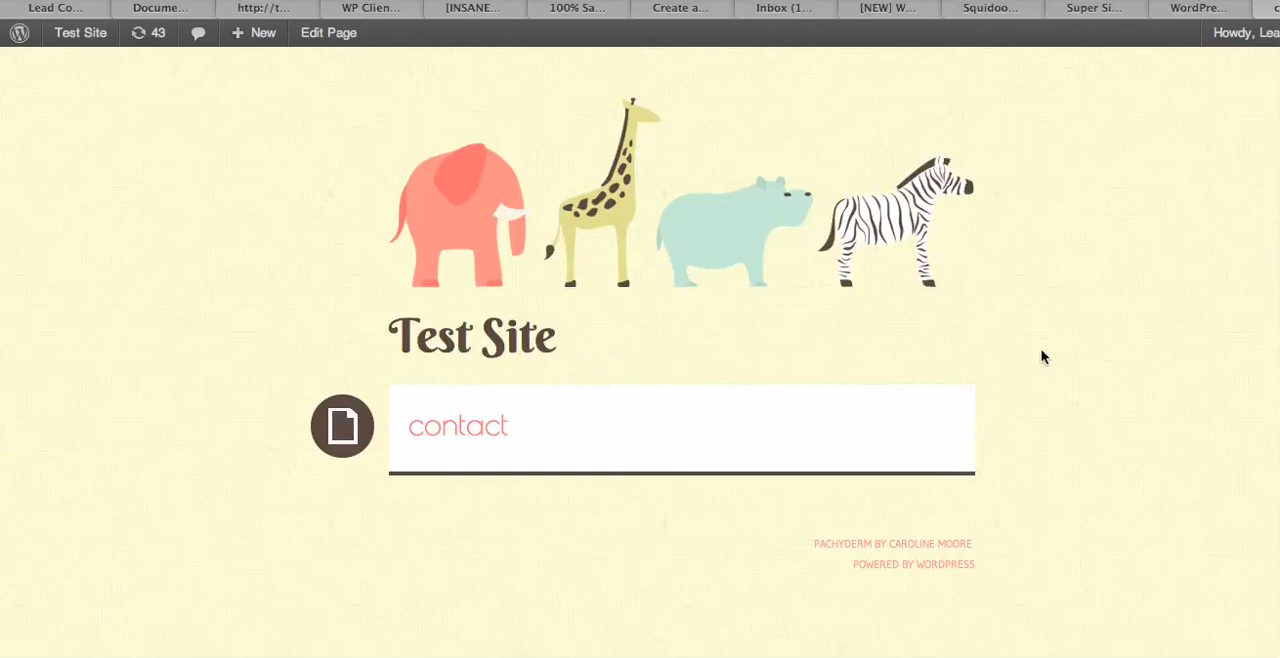 Lead Co... Docume... http://t... WP Clien... [INSANE... 100% Sa... Create a... Inbox (1... [NEW] W... Squidoo... Super Si... WordPre... c
Test Site 43 New Edit Page Howdy, Lea
Test Site
contact
PACHYDERM BY CAROLINE MOORE
POWERED BY WORDPRESS